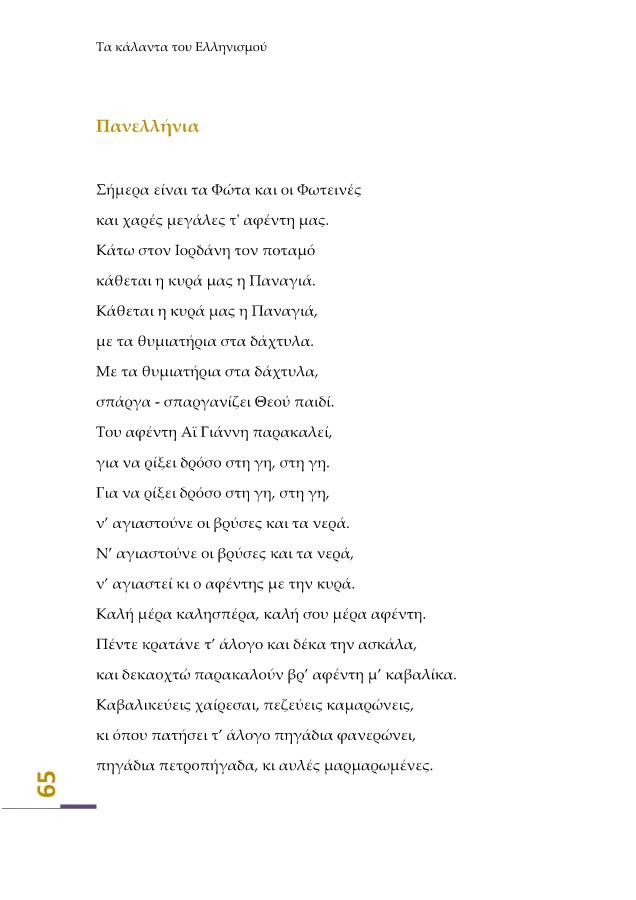 Τα κάλαντα του Ελληνισμού
Πανελλήνια
Σήμερα είναι τα Φώτα και οι Φωτεινές
και χαρές μεγάλες τ' αφέντη μας.
Κάτω στον Ιορδάνη τον ποταμό
κάθεται η κυρά μας η Παναγιά.
Κάθεται η κυρά μας η Παναγιά,
με τα θυμιατήρια στα δάχτυλα.
Με τα θυμιατήρια στα δάχτυλα,
σπάργα - σπαργανίζει Θεού παιδί.
Του αφέντη Αϊ Γιάννη παρακαλεί,
για να ρίξει δρόσο στη γη, στη γη.
Για να ρίξει δρόσο στη γη, στη γη,
ν’ αγιαστούνε οι βρύσες και τα νερά.
Ν’ αγιαστούνε οι βρύσες και τα νερά,
ν’ αγιαστεί κι ο αφέντης με την κυρά.
Καλή μέρα καλησπέρα, καλή σου μέρα αφέντη.
Πέντε κρατάνε τ’ άλογο και δέκα την ασκάλα,
και δεκαοχτώ παρακαλούν βρ’ αφέντη μ’ καβαλίκα.
Καβαλικεύεις χαίρεσαι, πεζεύεις καμαρώνεις,
κι όπου πατήσει τ’ άλογο πηγάδια φανερώνει,
πηγάδια πετροπήγαδα, κι αυλές μαρμαρωμένες.
65